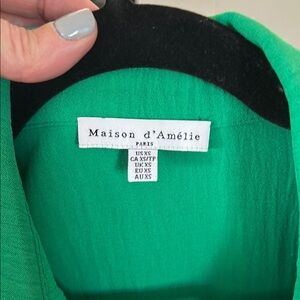 Maison d'Amélie
PARIS
US XS
CA XS/TP
UK XS
EU XS
AU XS